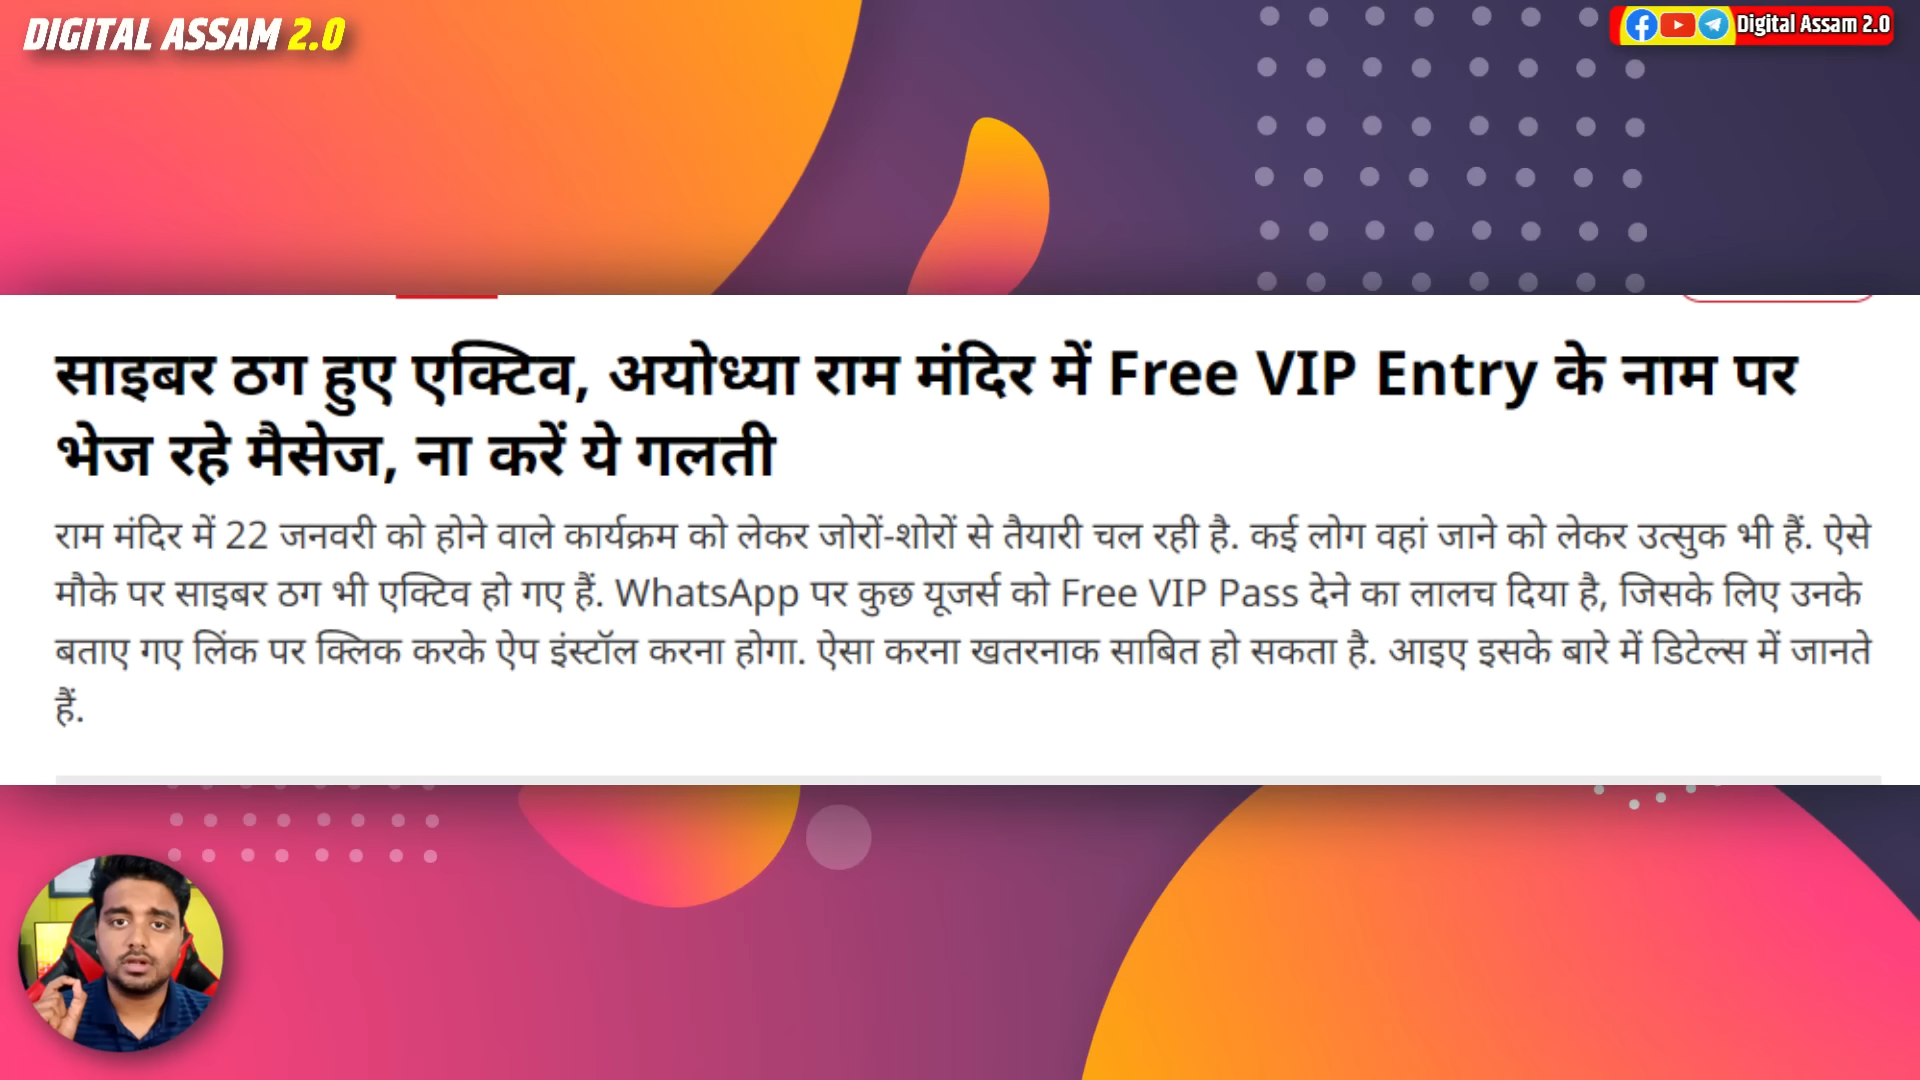 DIGITAL ASSAM 2.0
Digital Assam 2.0
साइबर ठग हुए एक्टिव, अयोध्या राम मंदिर में Free VIP Entry के नाम पर
भेज रहे मैसेज, ना करें ये गलती
राम मंदिर में 22 जनवरी को होने वाले कार्यक्रम को लेकर जोरों-शोरों से तैयारी चल रही है. कई लोग वहां जाने को लेकर उत्सुक भी हैं. ऐसे
मौके पर साइबर ठग भी एक्टिव हो गए हैं. WhatsApp पर कुछ यूजर्स को Free VIP Pass देने का लालच दिया है, जिसके लिए उनके
बताए गए लिंक पर क्लिक करके ऐप इंस्टॉल करना होगा. ऐसा करना खतरनाक साबित हो सकता है. आइए इसके बारे में डिटेल्स में जानते
हैं.